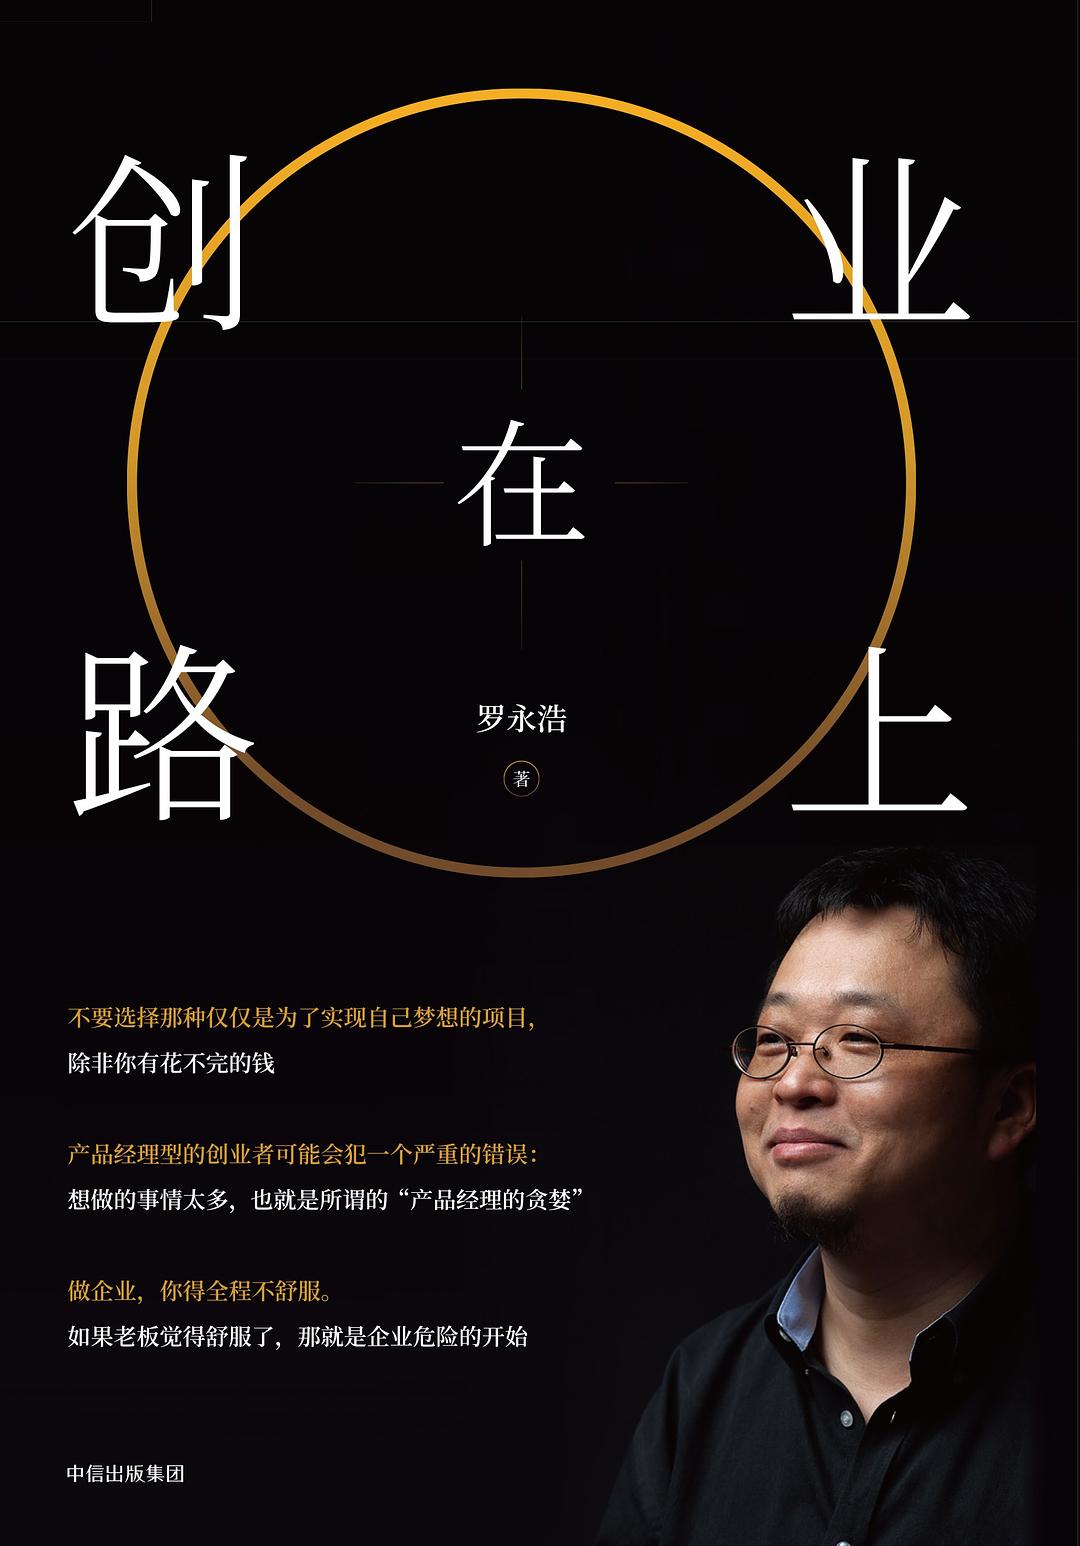 创业
在
路上
罗永浩
著
不要选择那种仅仅是为了实现自己梦想的项目，
除非你有花不完的钱
产品经理型的创业者可能会犯一个严重的错误：
想做的事情太多，也就是所谓的“产品经理的贪婪”
做企业，你得全程不舒服。
如果老板觉得舒服了，那就是企业危险的开始
中信出版集团